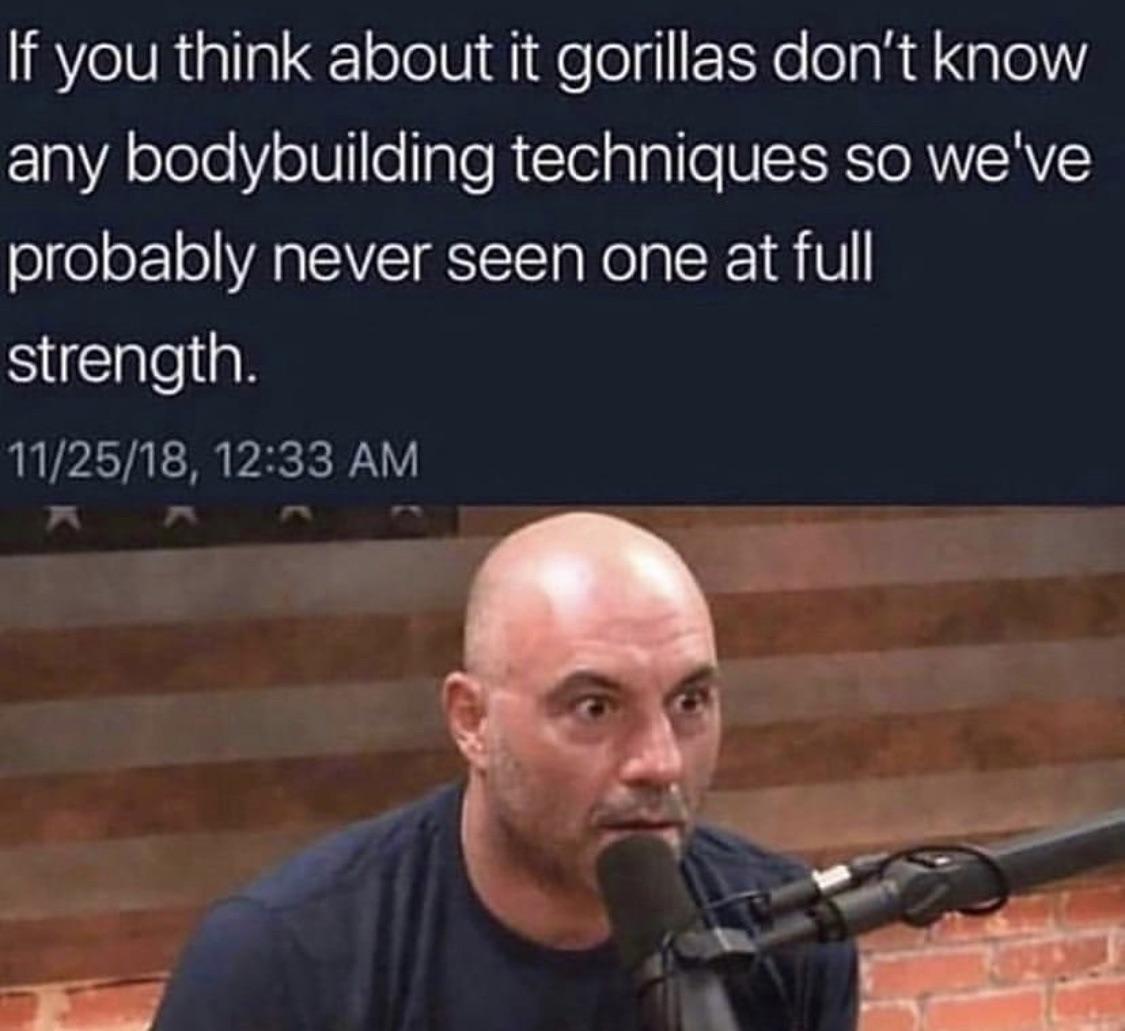 If you think about it gorillas don't know
any bodybuilding techniques so we've
probably never seen one at full
strength.
11/25/18, 12:33 AM